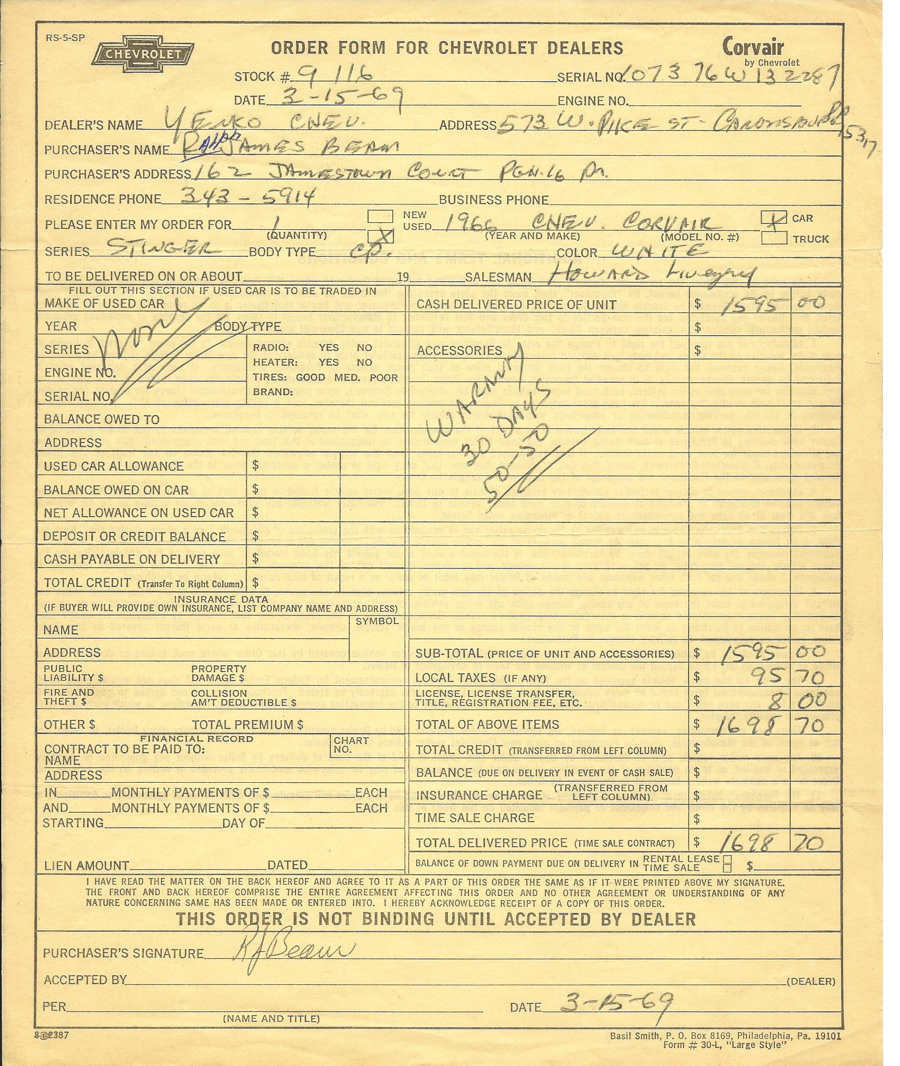 RS-5-SP
CHEVROLET
ORDER FORM FOR CHEVROLET DEALERS
Corvair
by Chevrolet
STOCK # 9 116 SERIAL NO. 107376W132287
DATE 3-15-69 ENGINE NO.
DEALER'S NAME YENKO CHEV. ADDRESS 573 W. PIKE ST.
PURCHASER'S NAME RALPH JAMES BEAM
PURCHASER'S ADDRESS 162 JAMESTOWN COURT PGH. 16 PA.
RESIDENCE PHONE 343-5914 BUSINESS PHONE
PLEASE ENTER MY ORDER FOR 1 NEW USED 1966 CHEV. CORVAIR X CAR
(QUANTITY) X (YEAR AND MAKE) (MODEL NO. #) TRUCK
SERIES STINGER BODY TYPE CP. COLOR WHITE
TO BE DELIVERED ON OR ABOUT 19 SALESMAN HOWARD
FILL OUT THIS SECTION IF USED CAR IS TO BE TRADED IN
MAKE OF USED CAR
YEAR BODY TYPE
SERIES
ENGINE NO.
SERIAL NO.
none
RADIO: YES NO
HEATER: YES NO
TIRES: GOOD MED. POOR
BRAND:
BALANCE OWED TO
ADDRESS
USED CAR ALLOWANCE $
BALANCE OWED ON CAR $
NET ALLOWANCE ON USED CAR $
DEPOSIT OR CREDIT BALANCE $
CASH PAYABLE ON DELIVERY $
TOTAL CREDIT (Transfer To Right Column) $
INSURANCE DATA
(IF BUYER WILL PROVIDE OWN INSURANCE, LIST COMPANY NAME AND ADDRESS)
NAME SYMBOL
ADDRESS
PUBLIC LIABILITY $ PROPERTY DAMAGE $
FIRE AND THEFT $ COLLISION AM'T DEDUCTIBLE $
OTHER $ TOTAL PREMIUM $
FINANCIAL RECORD
CONTRACT TO BE PAID TO: CHART NO.
NAME
ADDRESS
IN MONTHLY PAYMENTS OF $ EACH
AND MONTHLY PAYMENTS OF $ EACH
STARTING DAY OF
LIEN AMOUNT DATED
CASH DELIVERED PRICE OF UNIT $ 1595 00
$
ACCESSORIES $
WARANY
30 DAYS
50-50
SUB-TOTAL (PRICE OF UNIT AND ACCESSORIES) $ 1595 00
LOCAL TAXES (IF ANY) $ 95 70
LICENSE, LICENSE TRANSFER, TITLE, REGISTRATION FEE, ETC. $ 8 00
TOTAL OF ABOVE ITEMS $ 1698 70
TOTAL CREDIT (TRANSFERRED FROM LEFT COLUMN) $
BALANCE (DUE ON DELIVERY IN EVENT OF CASH SALE) $
INSURANCE CHARGE (TRANSFERRED FROM LEFT COLUMN) $
TIME SALE CHARGE $
TOTAL DELIVERED PRICE (TIME SALE CONTRACT) $ 1698 70
BALANCE OF DOWN PAYMENT DUE ON DELIVERY IN RENTAL LEASE TIME SALE $
I HAVE READ THE MATTER ON THE BACK HEREOF AND AGREE TO IT AS A PART OF THIS ORDER THE SAME AS IF IT WERE PRINTED ABOVE MY SIGNATURE.
THE FRONT AND BACK HEREOF COMPRISE THE ENTIRE AGREEMENT AFFECTING THIS ORDER AND NO OTHER AGREEMENT OR UNDERSTANDING OF ANY
NATURE CONCERNING SAME HAS BEEN MADE OR ENTERED INTO. I HEREBY ACKNOWLEDGE RECEIPT OF A COPY OF THIS ORDER.
THIS ORDER IS NOT BINDING UNTIL ACCEPTED BY DEALER
PURCHASER'S SIGNATURE RJ Beam
ACCEPTED BY (DEALER)
PER DATE 3-15-69
(NAME AND TITLE)
Basil Smith, P. O. Box 8169, Philadelphia, Pa. 19101
Form # 30-L, "Large Style"